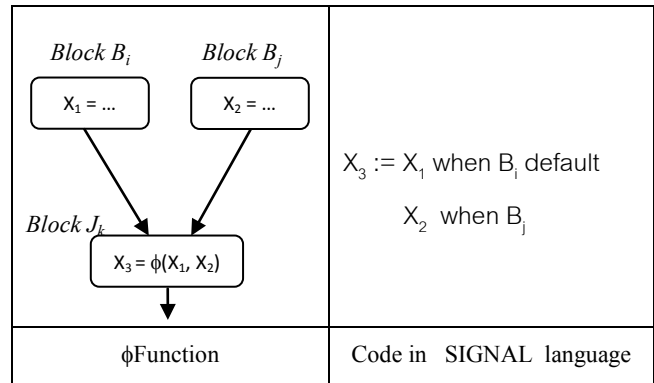 Block Bᵢ
Block Bⱼ
X₁ = ...
X₂ = ...
X₃ := X₁ when Bᵢ default
X₂ when Bⱼ
Block Jₖ
X₃ = ϕ(X₁, X₂)
ϕFunction
Code in SIGNAL language